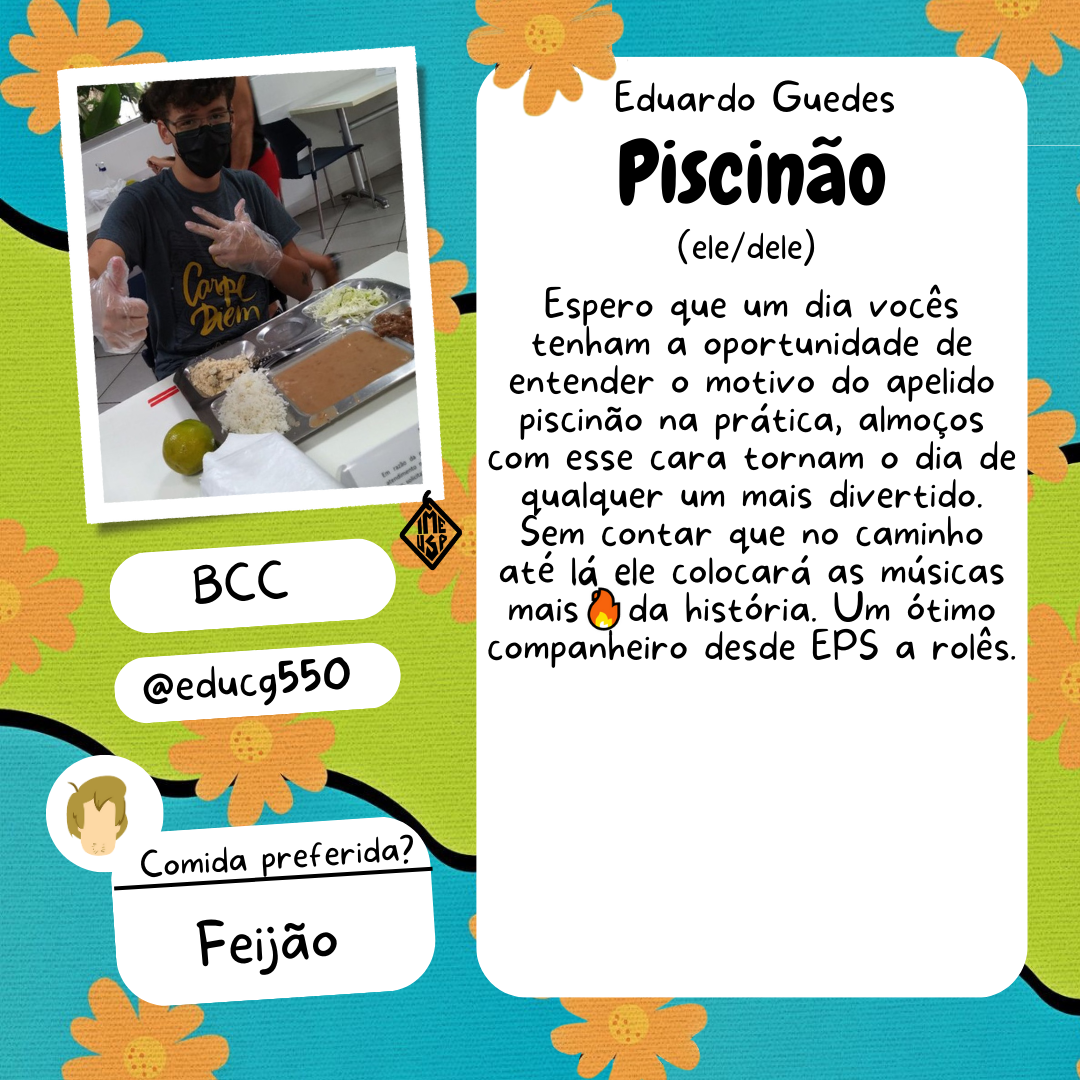 Eduardo Guedes
Piscinão
(ele/dele)
Espero que um dia vocês
tenham a oportunidade de
entender o motivo do apelido
piscinão na prática, almoços
com esse cara tornam o dia de
qualquer um mais divertido.
Sem contar que no caminho
até lá ele colocará as músicas
mais🔥da história. Um ótimo
companheiro desde EPS a rolês.
Carpe
Diem
Em razão da
IME
USP
BCC
@educg550
Comida preferida?
Feijão